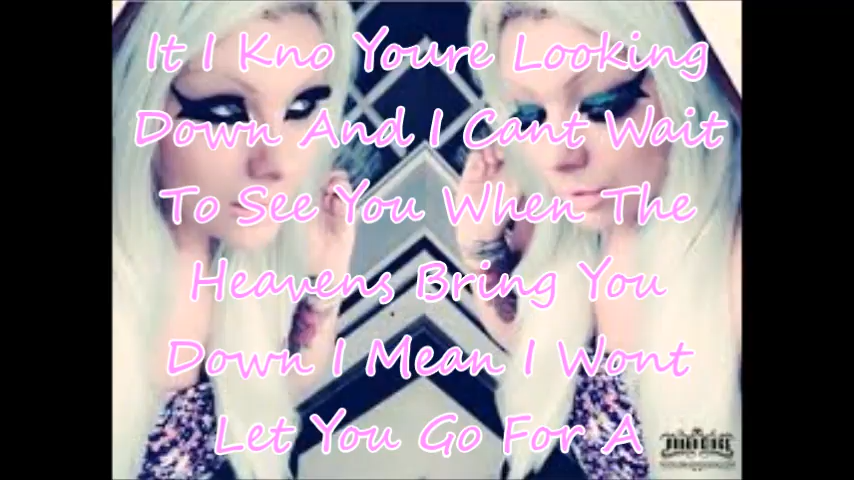 It I Kno Youre Looking
Down And I Cant Wait
To See You When The
Heavens Bring You
Down I Mean I Wont
Let You Go For A